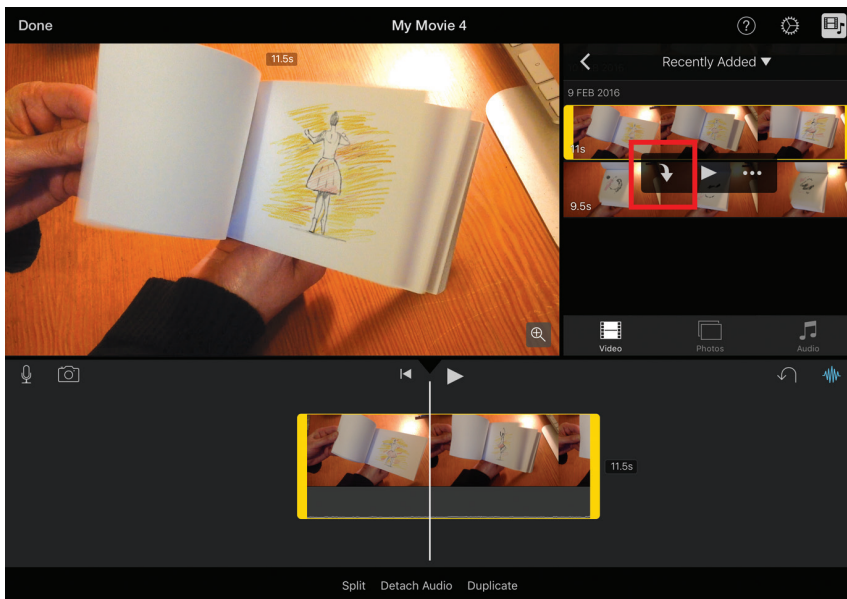 Done
My Movie 4
?
11.5s
Recently Added ▼
9 FEB 2016
11s
9.5s
Video
Photos
Audio
11.5s
Split
Detach Audio
Duplicate